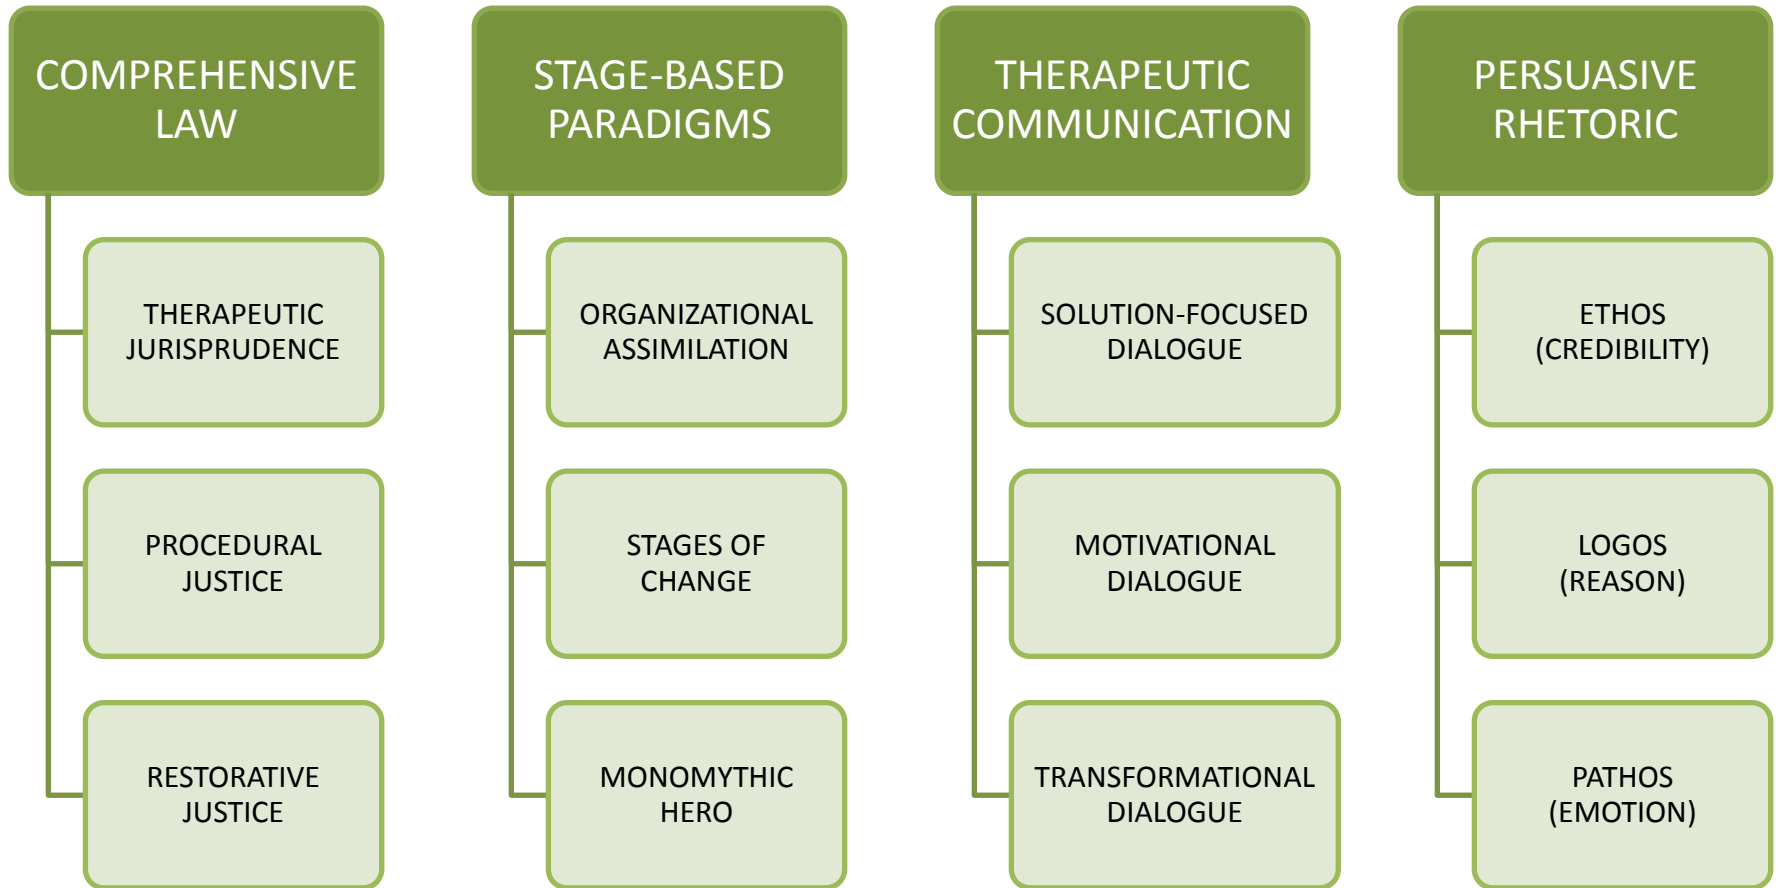 COMPREHENSIVE
LAW
THERAPEUTIC
JURISPRUDENCE
PROCEDURAL
JUSTICE
RESTORATIVE
JUSTICE
STAGE-BASED
PARADIGMS
ORGANIZATIONAL
ASSIMILATION
STAGES OF
CHANGE
MONOMYTHIC
HERO
THERAPEUTIC
COMMUNICATION
SOLUTION-FOCUSED
DIALOGUE
MOTIVATIONAL
DIALOGUE
TRANSFORMATIONAL
DIALOGUE
PERSUASIVE
RHETORIC
ETHOS
(CREDIBILITY)
LOGOS
(REASON)
PATHOS
(EMOTION)